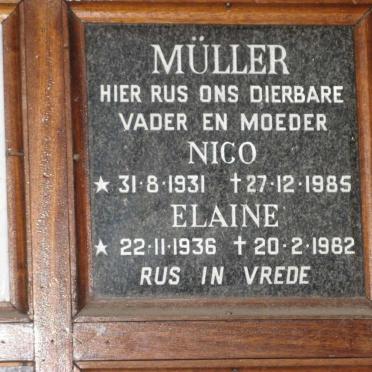 MÜLLER
HIER RUS ONS DIERBARE
VADER EN MOEDER
NICO
★ 31·8·1931 ✝ 27·12·1985
ELAINE
★ 22·11·1936 ✝ 20·2·1982
RUS IN VREDE